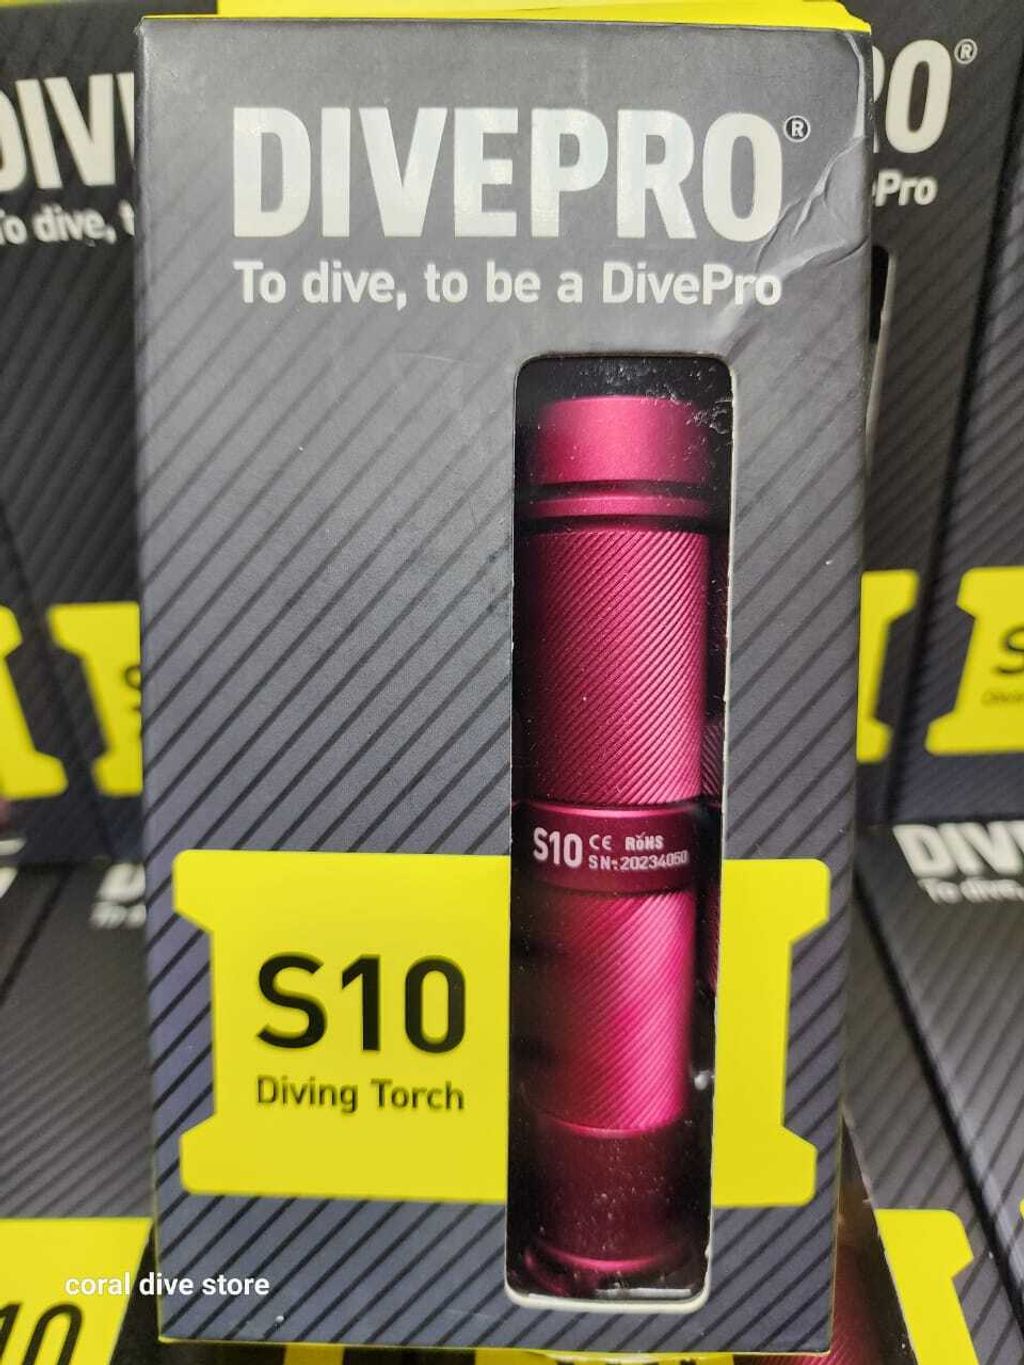 DIVEPRO®
To dive, to be a DivePro
S10 CE RoHS
SN:20234050
S10
Diving Torch
coral dive store